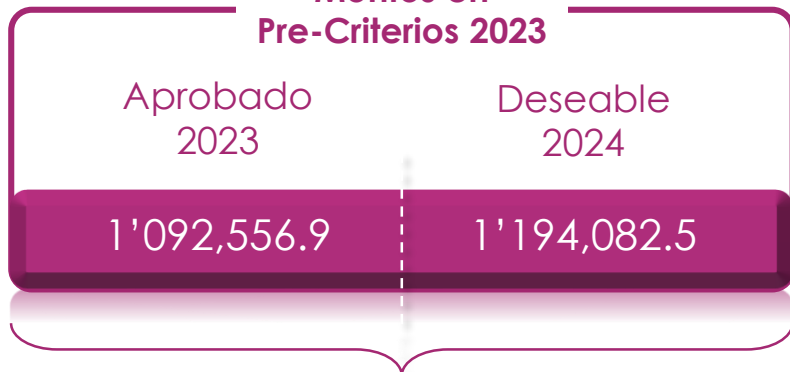 Pre-Criterios 2023
Aprobado
2023
Deseable
2024
1’092,556.9
1’194,082.5